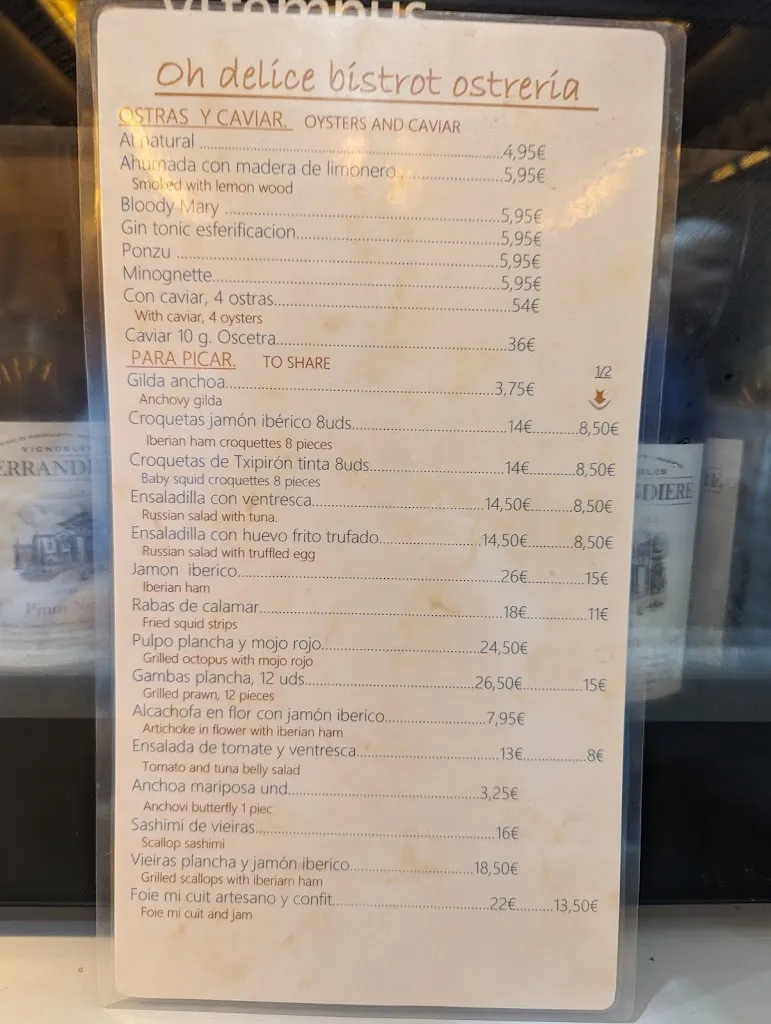 Oh delice bistrot ostreria
OSTRAS Y CAVIAR. OYSTERS AND CAVIAR
Al natural ........ 4,95€
Ahumada con madera de limonero ........ 5,95€
Smoked with lemon wood
Bloody Mary ........ 5,95€
Gin tonic esferificacion ........ 5,95€
Ponzu ........ 5,95€
Minognette ........ 5,95€
Con caviar, 4 ostras ........ 54€
With caviar, 4 oysters
Caviar 10 g. Oscetra ........ 36€
PARA PICAR. TO SHARE 1/2
Gilda anchoa ........ 3,75€
Anchovy gilda
Croquetas jamón ibérico 8uds ........ 14€ ........ 8,50€
Iberian ham croquettes 8 pieces
Croquetas de Txipirón tinta 8uds ........ 14€ ........ 8,50€
Baby squid croquettes 8 pieces
Ensaladilla con ventresca ........ 14,50€ ........ 8,50€
Russian salad with tuna.
Ensaladilla con huevo frito trufado ........ 14,50€ ........ 8,50€
Russian salad with truffled egg
Jamon iberico ........ 26€ ........ 15€
Iberian ham
Rabas de calamar ........ 18€ ........ 11€
Fried squid strips
Pulpo plancha y mojo rojo ........ 24,50€
Grilled octopus with mojo rojo
Gambas plancha, 12 uds ........ 26,50€ ........ 15€
Grilled prawn, 12 pieces
Alcachofa en flor con jamón iberico ........ 7,95€
Artichoke in flower with iberian ham
Ensalada de tomate y ventresca ........ 13€ ........ 8€
Tomato and tuna belly salad
Anchoa mariposa und ........ 3,25€
Anchovi butterfly 1 piec
Sashimi de vieiras ........ 16€
Scallop sashimi
Vieiras plancha y jamón iberico ........ 18,50€
Grilled scallops with iberiam ham
Foie mi cuit artesano y confit ........ 22€ ........ 13,50€
Foie mi cuit and jam
VIGNOBLES
ERRANDI
Pinot N
DIERE